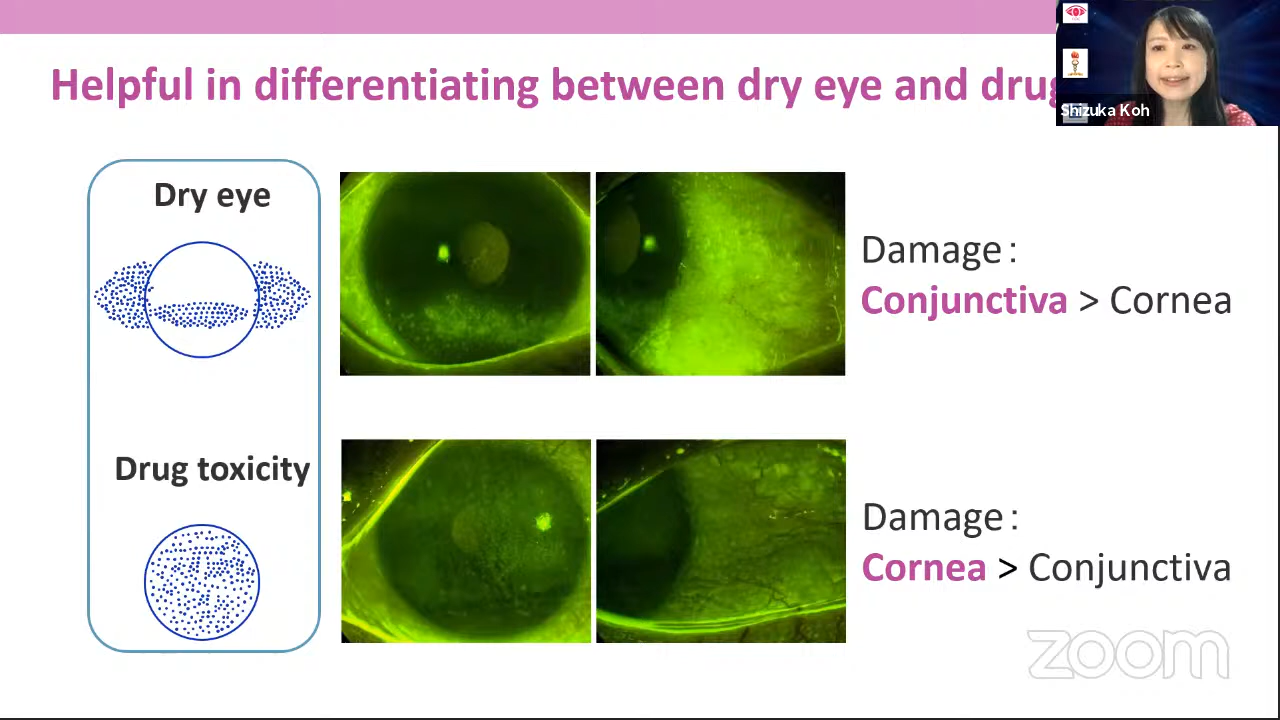 Helpful in differentiating between dry eye and drug
Shizuka Koh
Dry eye
Damage:
Conjunctiva > Cornea
Drug toxicity
Damage:
Cornea > Conjunctiva
zoom